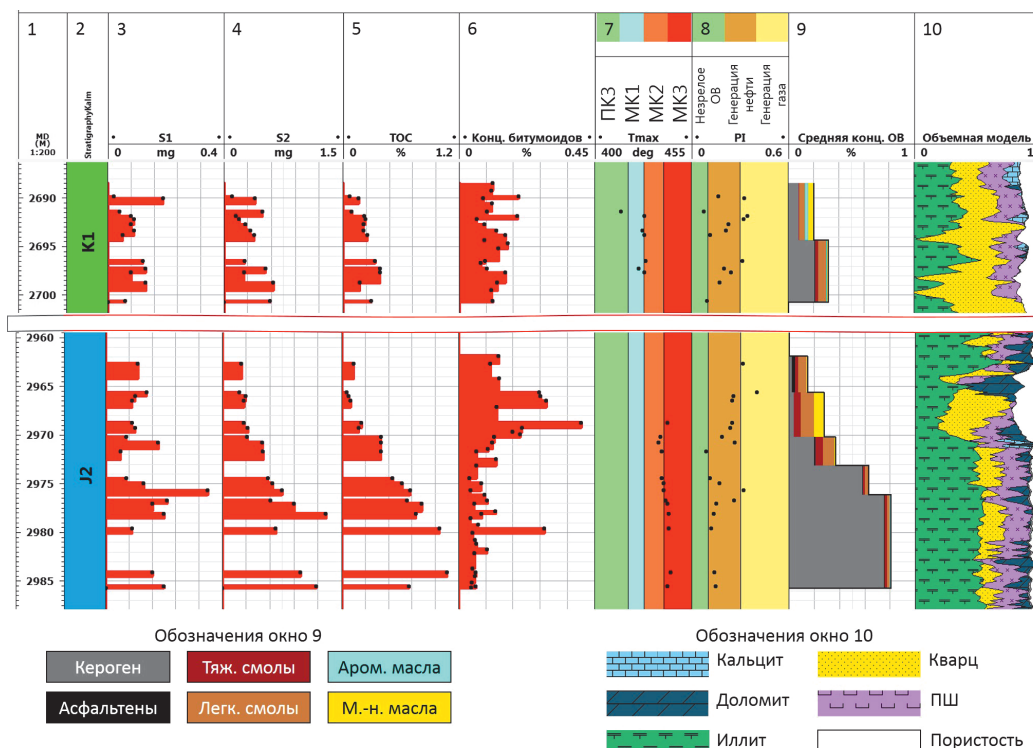 1 2 3 4 5 6 7 8 9 10
ПК3 МК1 МК2 МК3
Незрелое ОВ
Генерация нефти
Генерация газа
MD (М) 1:200
StratigraphyKalm
S1
0 mg 0.4
S2
0 mg 1.5
TOC
0 % 1.2
Конц. битумоидов
0 % 0.45
Tmax
400 deg 455
PI
0 0.6
Средняя конц. ОВ
0 % 1
Объемная модель
0 1
2690
2695
2700
K1
2960
2965
2970
2975
2980
2985
J2
Обозначения окно 9
Кероген Тяж. смолы Аром. масла
Асфальтены Легк. смолы М.-н. масла
Обозначения окно 10
Кальцит Кварц
Доломит ПШ
Иллит Пористость